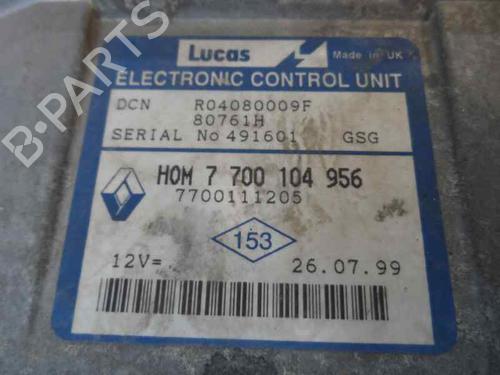 Lucas
Made in UK
ELECTRONIC CONTROL UNIT
DCN R04080009F
80761H
SERIAL No 491601 GSG
HOM 7 700 104 956
7700111205
153
12V= 26.07.99
B-PARTS